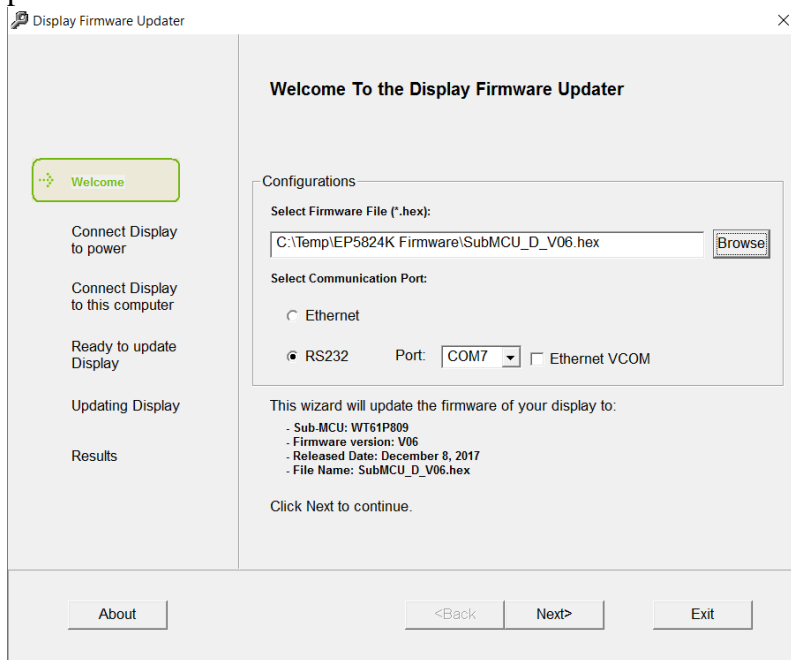 Display Firmware Updater
Welcome To the Display Firmware Updater
Welcome
Connect Display
to power
Connect Display
to this computer
Ready to update
Display
Updating Display
Results
Configurations
Select Firmware File (*.hex):
C:\Temp\EP5824K Firmware\SubMCU_D_V06.hex
Browse
Select Communication Port:
Ethernet
RS232 Port: COM7 Ethernet VCOM
This wizard will update the firmware of your display to:
- Sub-MCU: WT61P809
- Firmware version: V06
- Released Date: December 8, 2017
- File Name: SubMCU_D_V06.hex
Click Next to continue.
About <Back Next> Exit